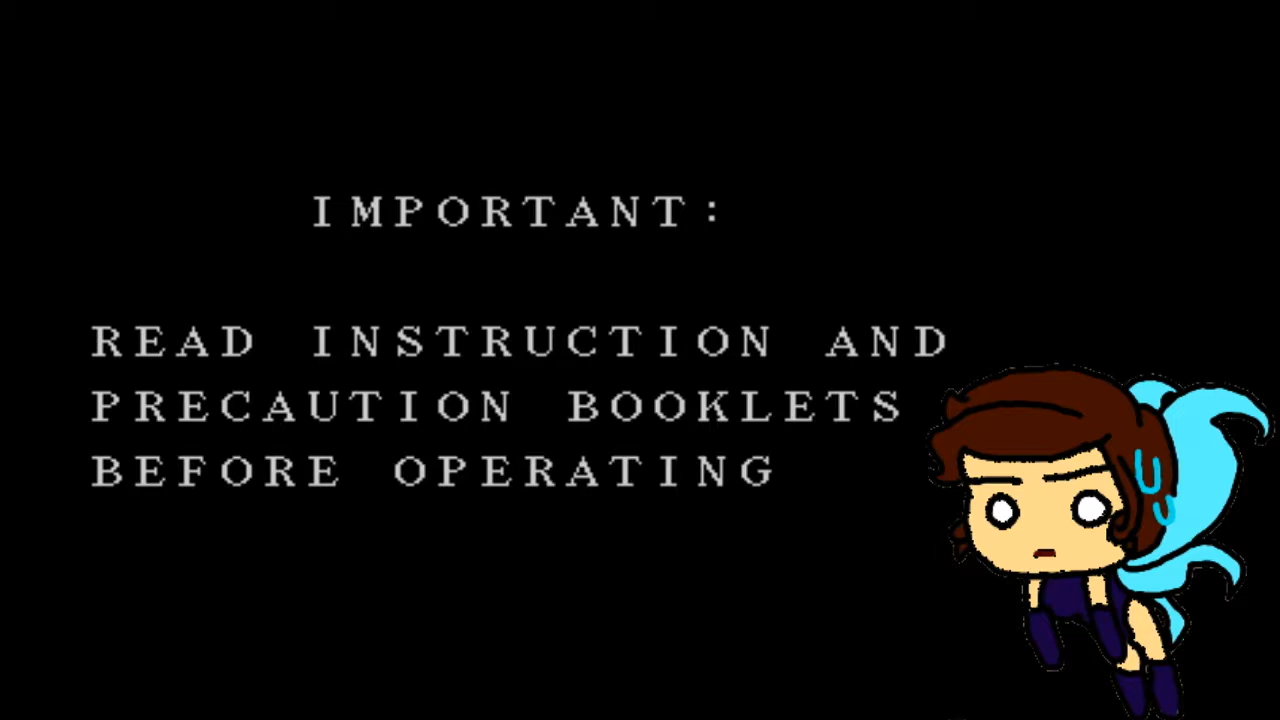 IMPORTANT:
READ INSTRUCTION AND
PRECAUTION BOOKLETS
BEFORE OPERATING